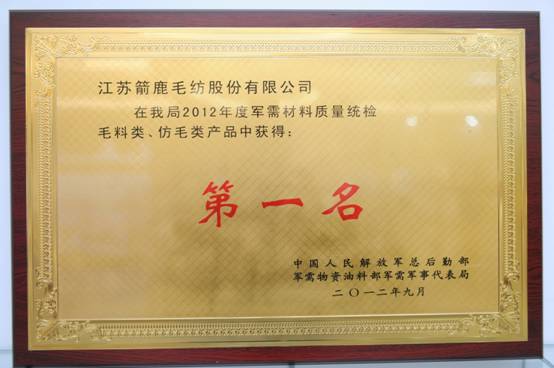 江苏箭鹿毛纺股份有限公司
在我局2012年度军需材料质量统检
毛料类、仿毛类产品中获得：
第一名
中国人民解放军总后勤部
军需物资油料部军需军事代表局
二〇一二年九月